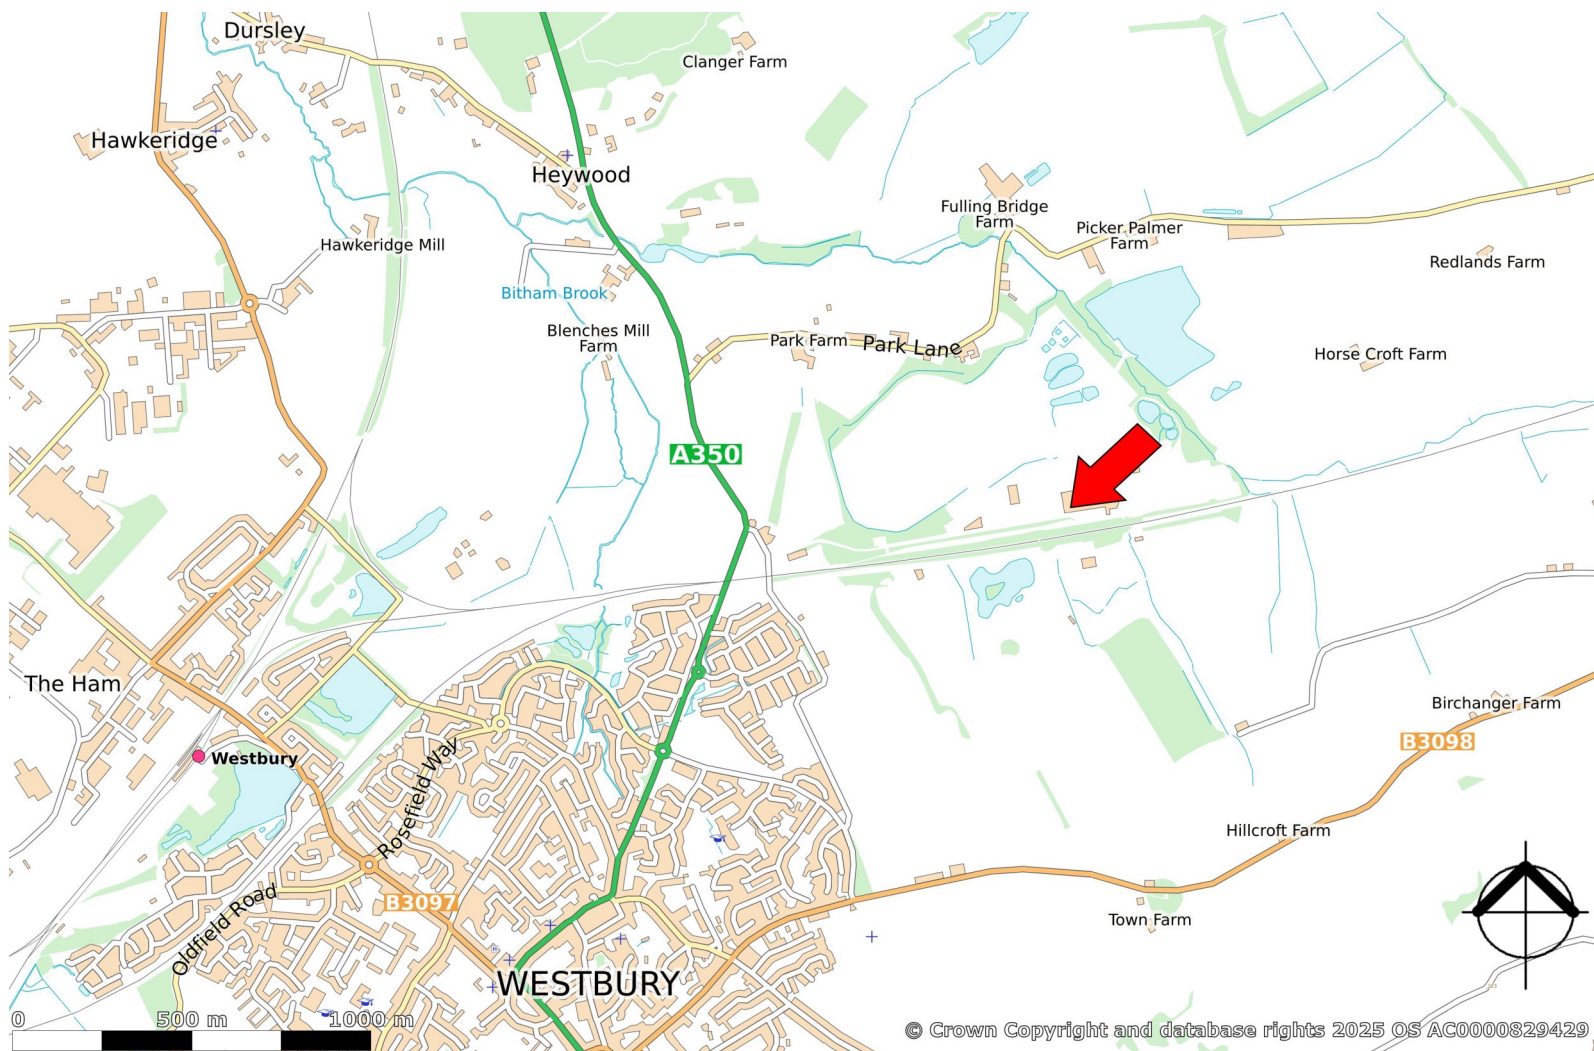 Dursley
Clanger Farm
Hawkeridge
Heywood
Fulling Bridge
Farm
Picker Palmer
Farm
Hawkeridge Mill
Redlands Farm
Bitham Brook
Blenches Mill
Farm
Park Farm
Park Lane
Horse Croft Farm
A350
The Ham
Birchanger Farm
B3098
Westbury
Rosefield Way
Hillcroft Farm
B3097
Oldfield Road
Town Farm
WESTBURY
0 500 m 1000 m
© Crown Copyright and database rights 2025 OS AC0000829429